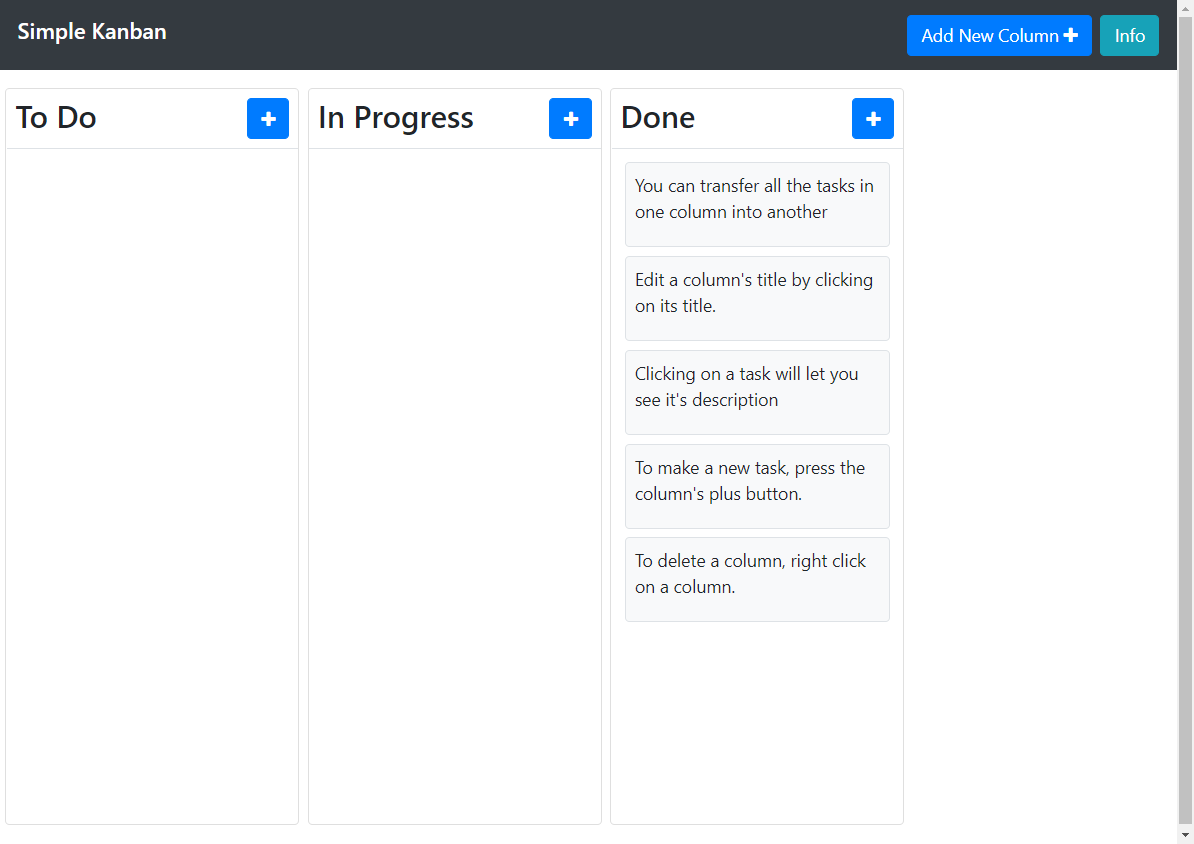 Simple Kanban
Add New Column
Info
To Do
In Progress
Done
You can transfer all the tasks in
one column into another
Edit a column's title by clicking
on its title.
Clicking on a task will let you
see it's description
To make a new task, press the
column's plus button.
To delete a column, right click
on a column.